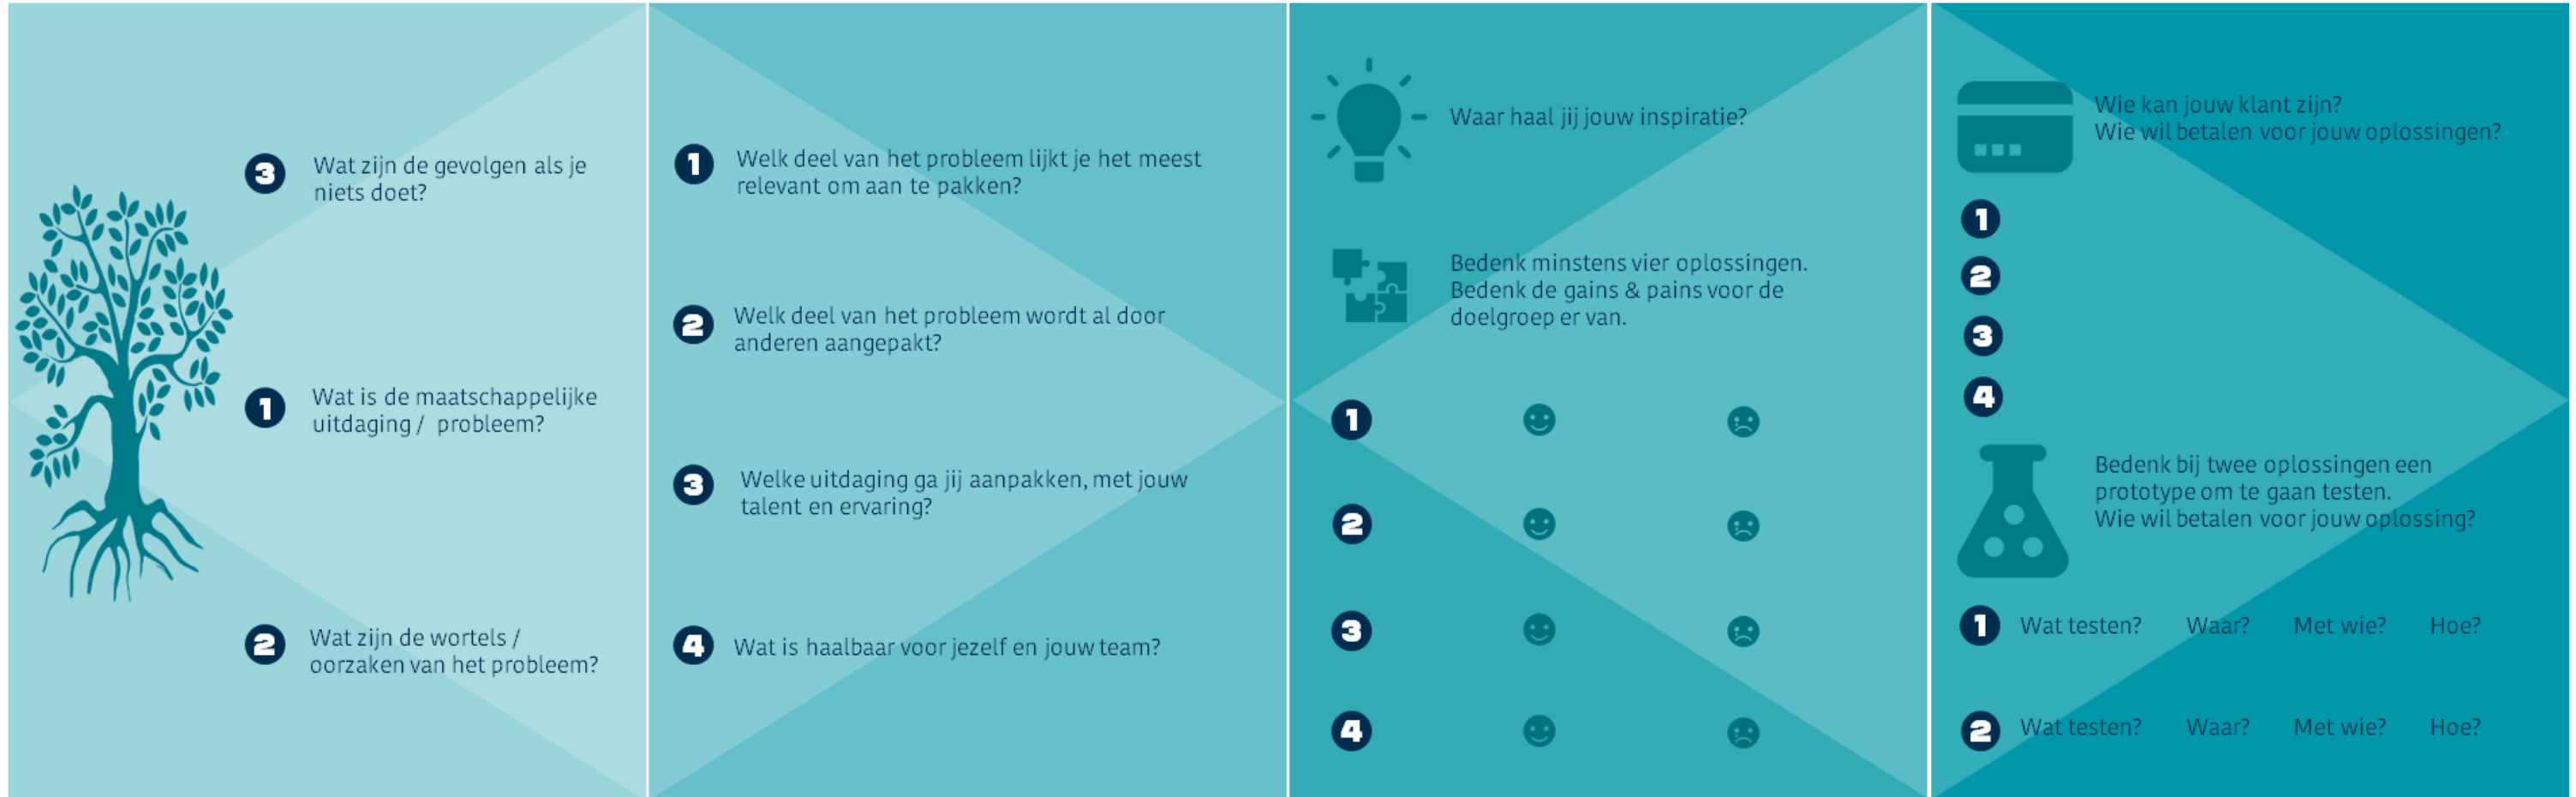 3
Wat zijn de gevolgen als je
niets doet?
1
Wat is de maatschappelijke
uitdaging / probleem?
2
Wat zijn de wortels /
oorzaken van het probleem?
1
Welk deel van het probleem lijkt je het meest
relevant om aan te pakken?
2
Welk deel van het probleem wordt al door
anderen aangepakt?
3
Welke uitdaging ga jij aanpakken, met jouw
talent en ervaring?
4
Wat is haalbaar voor jezelf en jouw team?
Waar haal jij jouw inspiratie?
Bedenk minstens vier oplossingen.
Bedenk de gains & pains voor de
doelgroep er van.
1
2
3
4
Wie kan jouw klant zijn?
Wie wil betalen voor jouw oplossingen?
1
2
3
4
Bedenk bij twee oplossingen een
prototype om te gaan testen.
Wie wil betalen voor jouw oplossing?
1 Wat testen? Waar? Met wie? Hoe?
2 Wat testen? Waar? Met wie? Hoe?